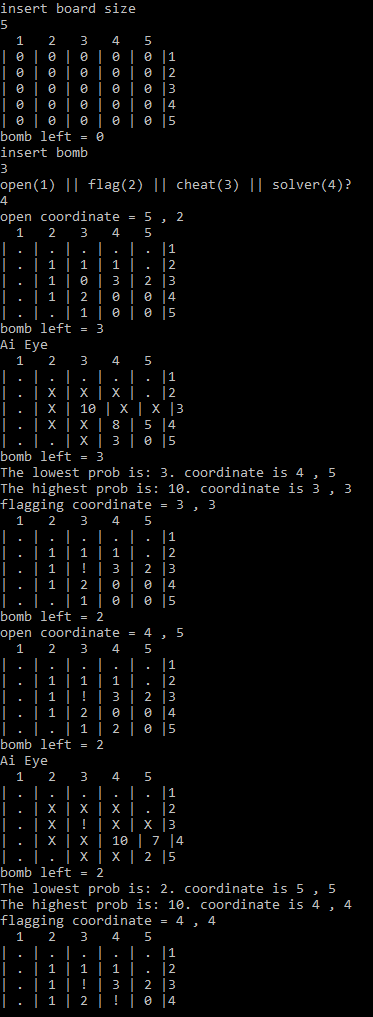 insert board size
5
  1   2   3   4   5
| 0 | 0 | 0 | 0 | 0 |1
| 0 | 0 | 0 | 0 | 0 |2
| 0 | 0 | 0 | 0 | 0 |3
| 0 | 0 | 0 | 0 | 0 |4
| 0 | 0 | 0 | 0 | 0 |5
bomb left = 0
insert bomb
3
open(1) || flag(2) || cheat(3) || solver(4)?
4
open coordinate = 5 , 2
  1   2   3   4   5
| . | . | . | . | . |1
| . | 1 | 1 | 1 | . |2
| . | 1 | 0 | 3 | 2 |3
| . | 1 | 2 | 0 | 0 |4
| . | . | 1 | 0 | 0 |5
bomb left = 3
Ai Eye
  1   2   3   4   5
| . | . | . | . | . |1
| . | X | X | X | . |2
| . | X | 10 | X | X |3
| . | X | X | 8 | 5 |4
| . | . | X | 3 | 0 |5
bomb left = 3
The lowest prob is: 3. coordinate is 4 , 5
The highest prob is: 10. coordinate is 3 , 3
flagging coordinate = 3 , 3
  1   2   3   4   5
| . | . | . | . | . |1
| . | 1 | 1 | 1 | . |2
| . | 1 | ! | 3 | 2 |3
| . | 1 | 2 | 0 | 0 |4
| . | . | 1 | 0 | 0 |5
bomb left = 2
open coordinate = 4 , 5
  1   2   3   4   5
| . | . | . | . | . |1
| . | 1 | 1 | 1 | . |2
| . | 1 | ! | 3 | 2 |3
| . | 1 | 2 | 0 | 0 |4
| . | . | 1 | 2 | 0 |5
bomb left = 2
Ai Eye
  1   2   3   4   5
| . | . | . | . | . |1
| . | X | X | X | . |2
| . | X | ! | X | X |3
| . | X | X | 10 | 7 |4
| . | . | X | X | 2 |5
bomb left = 2
The lowest prob is: 2. coordinate is 5 , 5
The highest prob is: 10. coordinate is 4 , 4
flagging coordinate = 4 , 4
  1   2   3   4   5
| . | . | . | . | . |1
| . | 1 | 1 | 1 | . |2
| . | 1 | ! | 3 | 2 |3
| . | 1 | 2 | ! | 0 |4